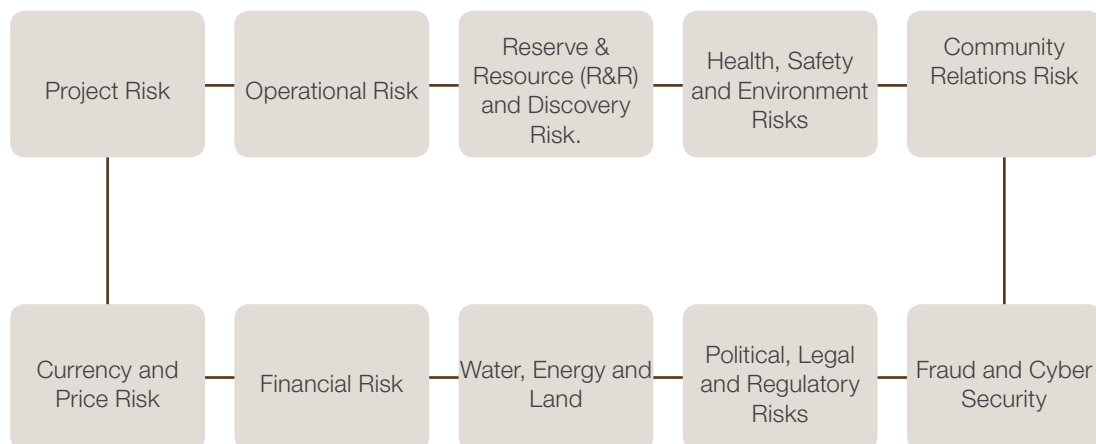 Project Risk
Operational Risk
Reserve &
Resource (R&R)
and Discovery
Risk.
Health, Safety
and Environment
Risks
Community
Relations Risk
Currency and
Price Risk
Financial Risk
Water, Energy and
Land
Political, Legal
and Regulatory
Risks
Fraud and Cyber
Security